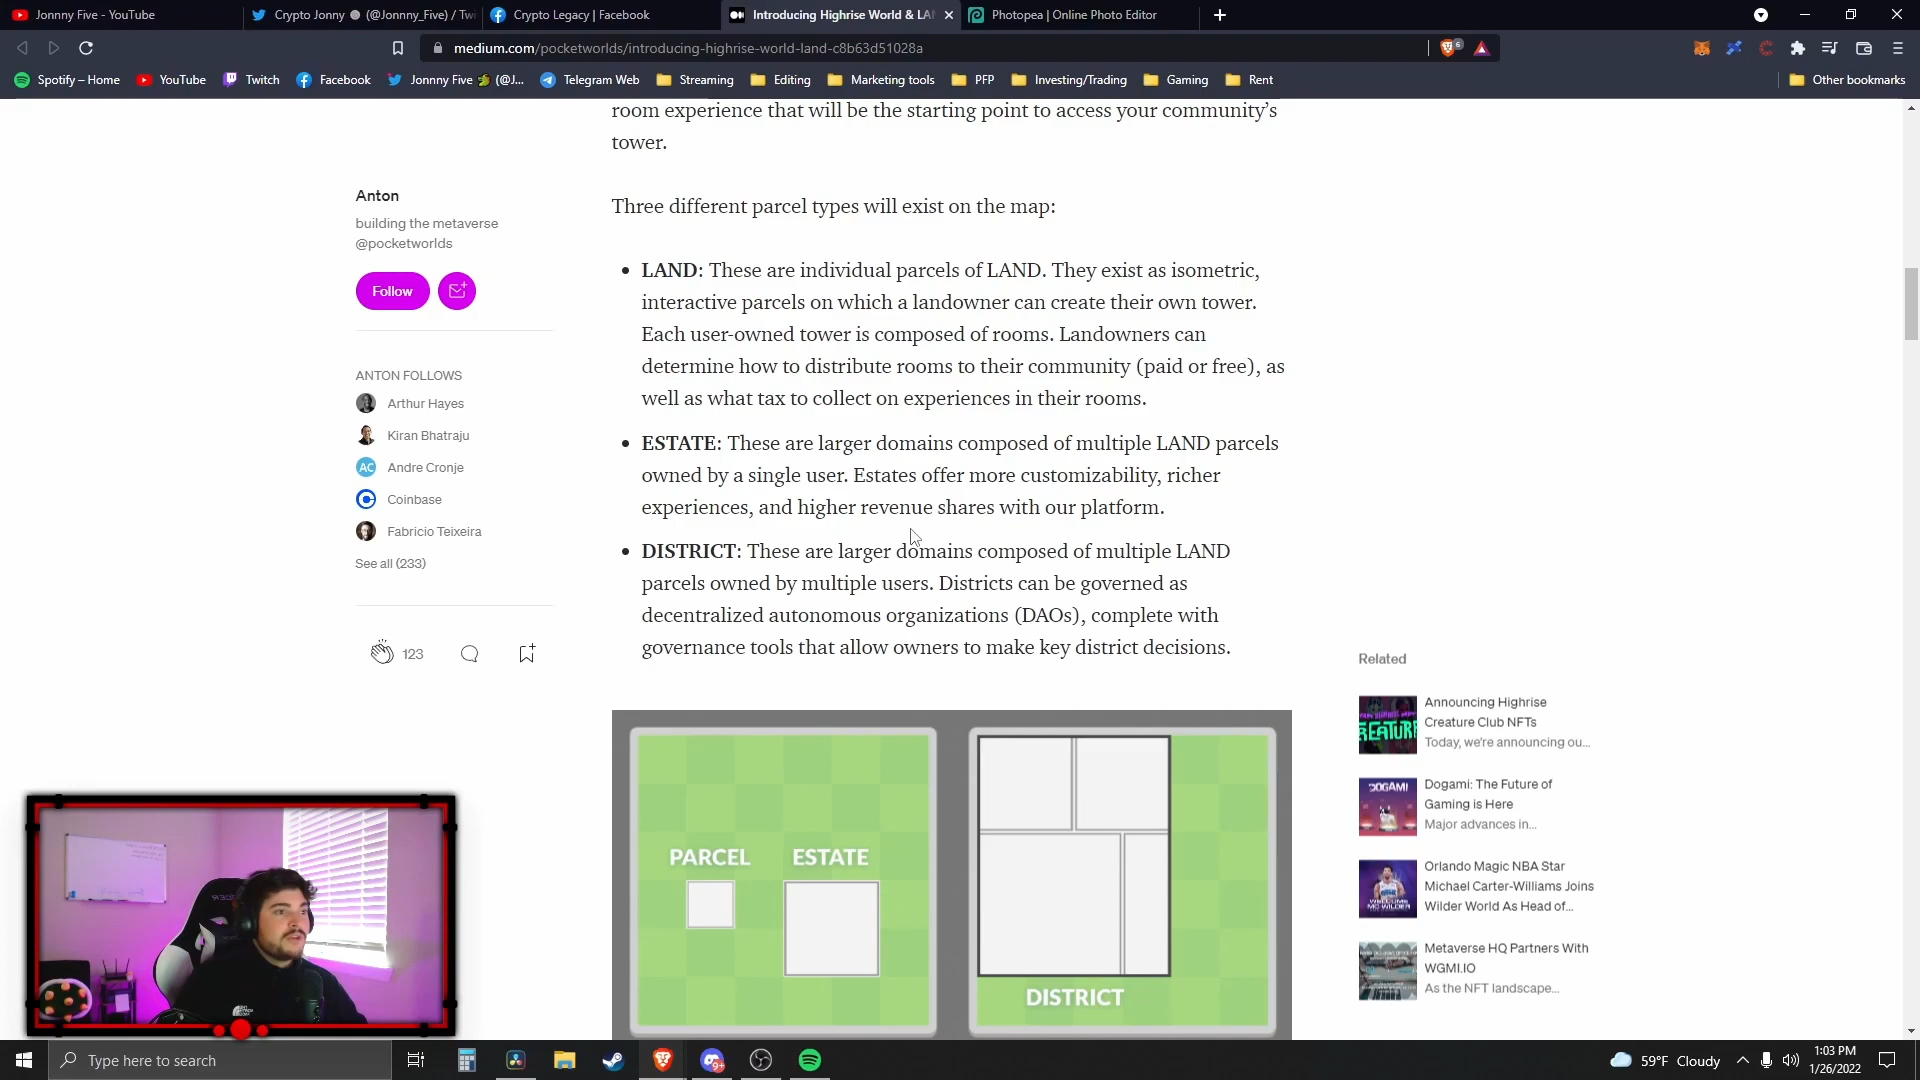 Jonnny Five - YouTube
Crypto Jonny (@Jonnny_Five) / Twi
Crypto Legacy | Facebook
Introducing Highrise World & LA
Photopea | Online Photo Editor
medium.com/pocketworlds/introducing-highrise-world-land-c8b63d51028a
6
Spotify – Home
YouTube
Twitch
Facebook
Jonnny Five (@J...
Telegram Web
Streaming
Editing
Marketing tools
PFP
Investing/Trading
Gaming
Rent
Other bookmarks
room experience that will be the starting point to access your community’s
tower.
Three different parcel types will exist on the map:
• LAND: These are individual parcels of LAND. They exist as isometric,
interactive parcels on which a landowner can create their own tower.
Each user-owned tower is composed of rooms. Landowners can
determine how to distribute rooms to their community (paid or free), as
well as what tax to collect on experiences in their rooms.
• ESTATE: These are larger domains composed of multiple LAND parcels
owned by a single user. Estates offer more customizability, richer
experiences, and higher revenue shares with our platform.
• DISTRICT: These are larger domains composed of multiple LAND
parcels owned by multiple users. Districts can be governed as
decentralized autonomous organizations (DAOs), complete with
governance tools that allow owners to make key district decisions.
Anton
building the metaverse
@pocketworlds
Follow
ANTON FOLLOWS
Arthur Hayes
Kiran Bhatraju
AC Andre Cronje
Coinbase
Fabricio Teixeira
See all (233)
123
PARCEL
ESTATE
DISTRICT
Related
Announcing Highrise
Creature Club NFTs
Today, we’re announcing ou...
DOGAMI
Dogami: The Future of
Gaming is Here
Major advances in...
Orlando Magic NBA Star
Michael Carter-Williams Joins
Wilder World As Head of...
Metaverse HQ Partners With
WGMI.IO
As the NFT landscape...
Type here to search
9+
59°F Cloudy
1:03 PM
1/26/2022